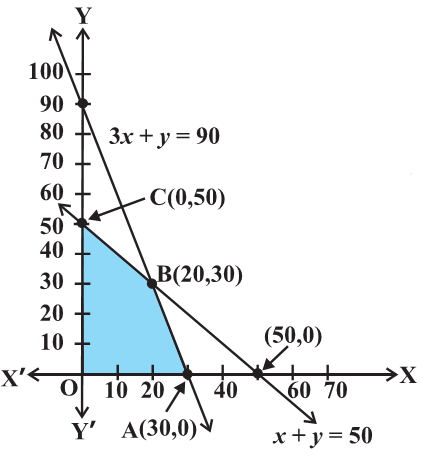 Y
100
90
3x + y = 90
80
70
60
C(0,50)
50
40
30
B(20,30)
20
10
(50,0)
X′
X
O
10 20 40 60 70
Y′
A(30,0)
x + y = 50